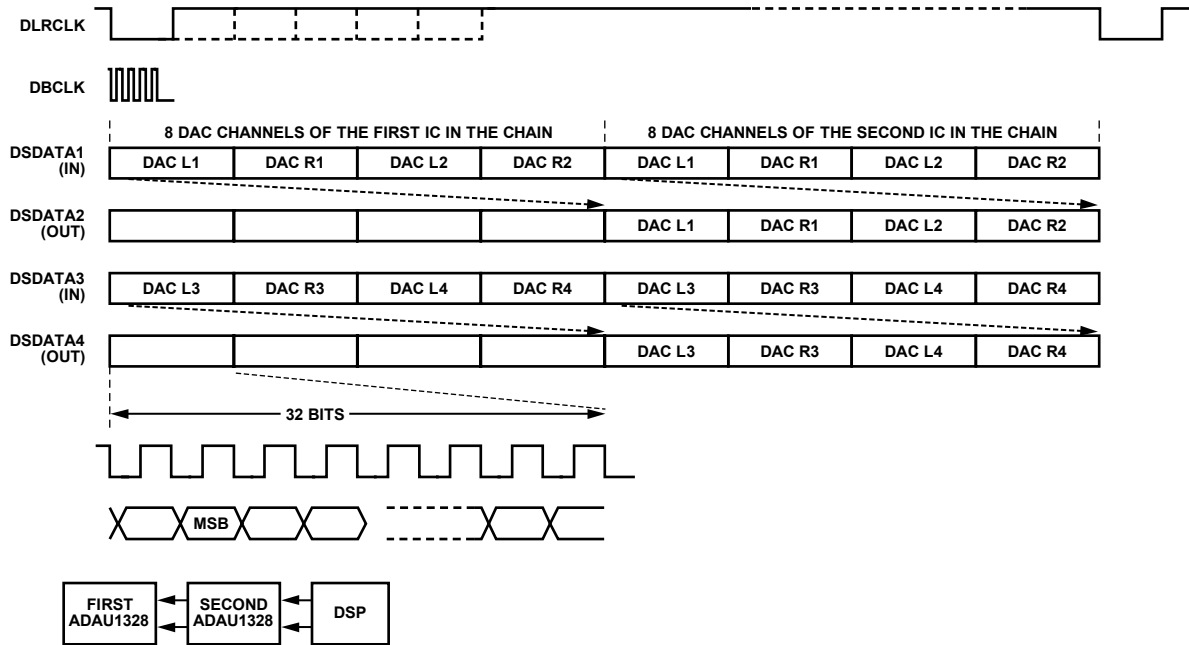 DLRCLK
DBCLK
8 DAC CHANNELS OF THE FIRST IC IN THE CHAIN 8 DAC CHANNELS OF THE SECOND IC IN THE CHAIN
DSDATA1
(IN)
DAC L1 DAC R1 DAC L2 DAC R2 DAC L1 DAC R1 DAC L2 DAC R2
DSDATA2
(OUT)
DAC L1 DAC R1 DAC L2 DAC R2
DSDATA3
(IN)
DAC L3 DAC R3 DAC L4 DAC R4 DAC L3 DAC R3 DAC L4 DAC R4
DSDATA4
(OUT)
DAC L3 DAC R3 DAC L4 DAC R4
32 BITS
MSB
FIRST
ADAU1328
SECOND
ADAU1328
DSP